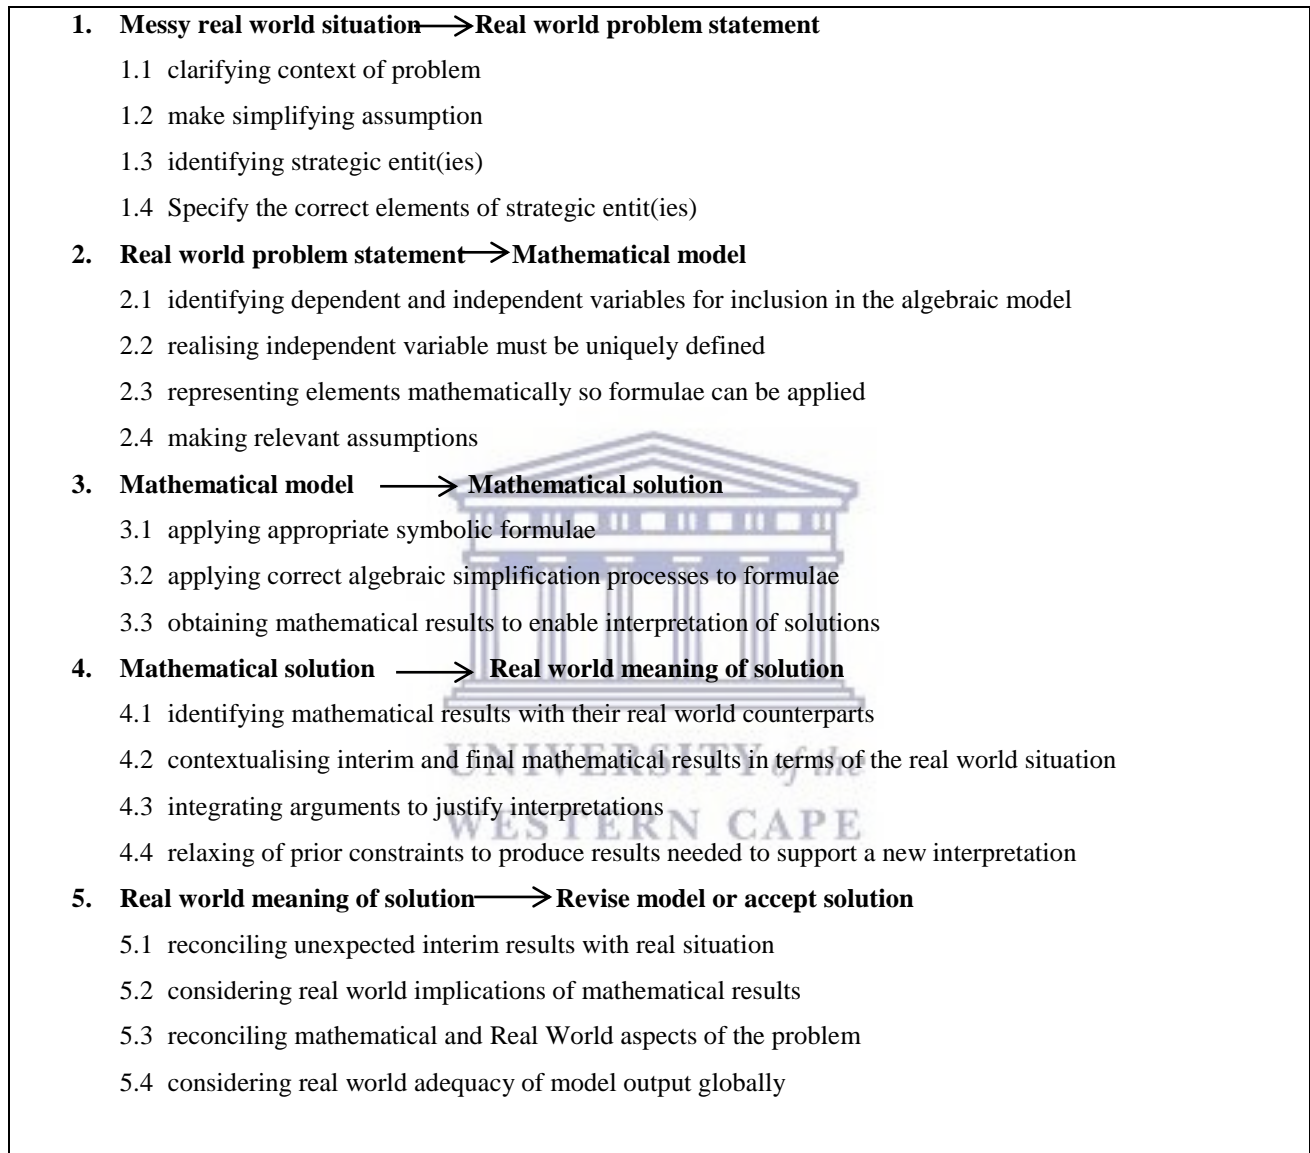 1. Messy real world situation → Real world problem statement
1.1 clarifying context of problem
1.2 make simplifying assumption
1.3 identifying strategic entit(ies)
1.4 Specify the correct elements of strategic entit(ies)
2. Real world problem statement → Mathematical model
2.1 identifying dependent and independent variables for inclusion in the algebraic model
2.2 realising independent variable must be uniquely defined
2.3 representing elements mathematically so formulae can be applied
2.4 making relevant assumptions
3. Mathematical model → Mathematical solution
3.1 applying appropriate symbolic formulae
3.2 applying correct algebraic simplification processes to formulae
3.3 obtaining mathematical results to enable interpretation of solutions
4. Mathematical solution → Real world meaning of solution
4.1 identifying mathematical results with their real world counterparts
4.2 contextualising interim and final mathematical results in terms of the real world situation
UNIVERSITY of the
4.3 integrating arguments to justify interpretations
WESTERN CAPE
4.4 relaxing of prior constraints to produce results needed to support a new interpretation
5. Real world meaning of solution → Revise model or accept solution
5.1 reconciling unexpected interim results with real situation
5.2 considering real world implications of mathematical results
5.3 reconciling mathematical and Real World aspects of the problem
5.4 considering real world adequacy of model output globally